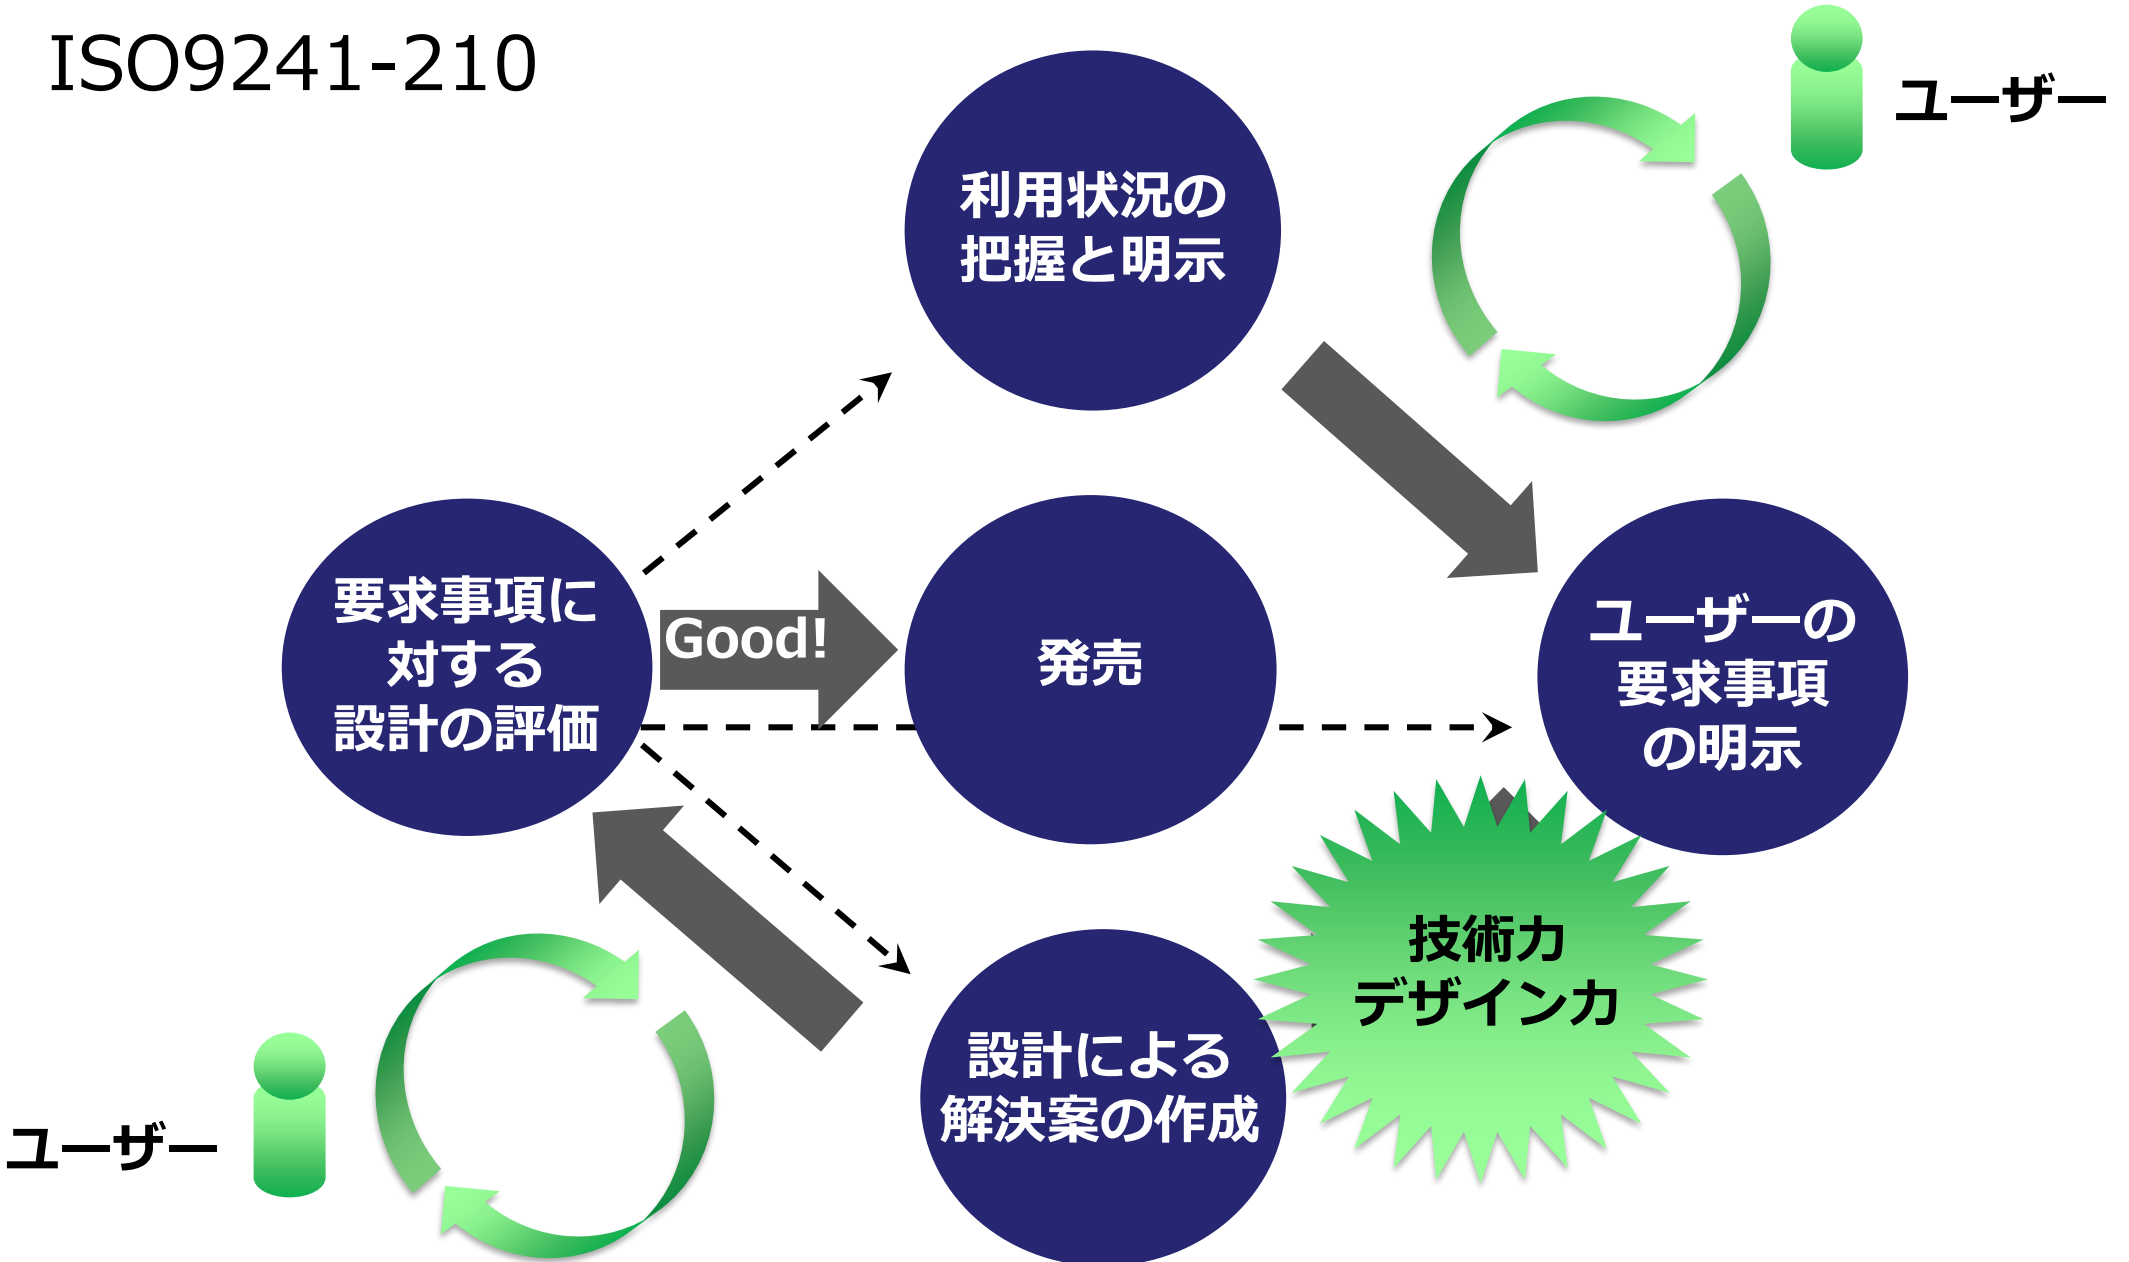 ISO9241-210
ユーザー
利用状況の
把握と明示
要求事項に
対する
設計の評価
Good!
発売
ユーザーの
要求事項
の明示
技術力
デザイン力
設計による
解決案の作成
ユーザー